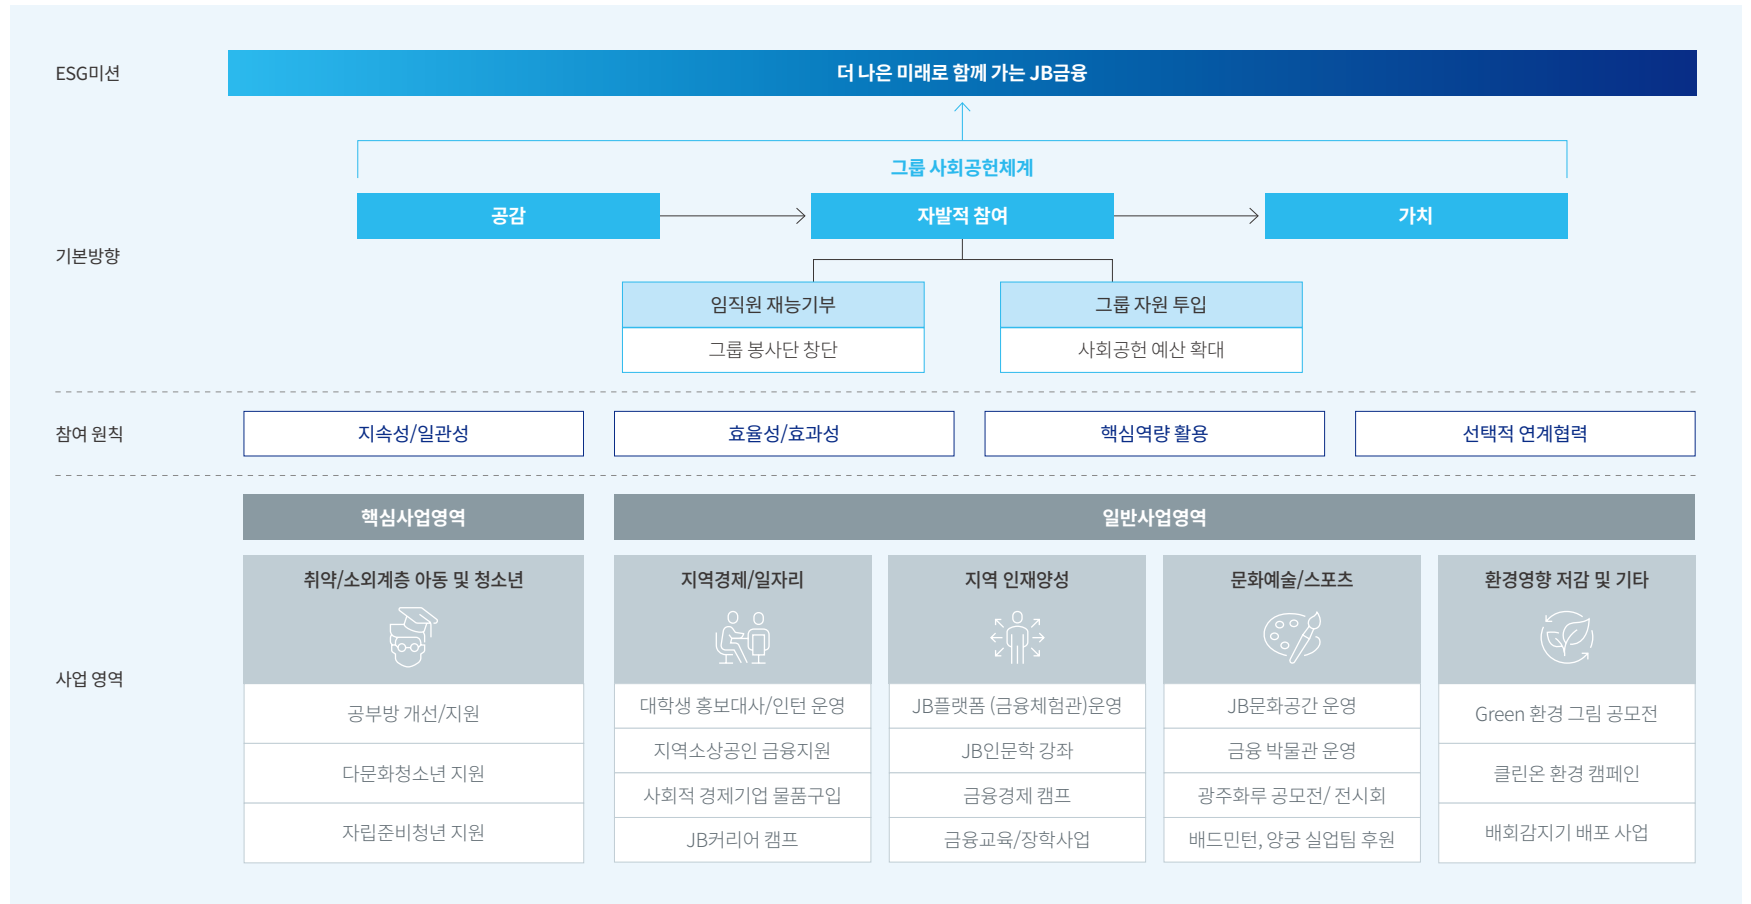 ESG미션
더 나은 미래로 함께 가는 JB금융
그룹 사회공헌체계
기본방향
공감
자발적 참여
가치
임직원 재능기부
그룹 봉사단 창단
그룹 자원 투입
사회공헌 예산 확대
참여 원칙
지속성/일관성
효율성/효과성
핵심역량 활용
선택적 연계협력
사업 영역
핵심사업영역
일반사업영역
취약/소외계층 아동 및 청소년
공부방 개선/지원
다문화청소년 지원
자립준비청년 지원
지역경제/일자리
대학생 홍보대사/인턴 운영
지역소상공인 금융지원
사회적 경제기업 물품구입
JB커리어 캠프
지역 인재양성
JB플랫폼 (금융체험관)운영
JB인문학 강좌
금융경제 캠프
금융교육/장학사업
문화예술/스포츠
JB문화공간 운영
금융 박물관 운영
광주화루 공모전/ 전시회
배드민턴, 양궁 실업팀 후원
환경영향 저감 및 기타
Green 환경 그림 공모전
클린온 환경 캠페인
배회감지기 배포 사업